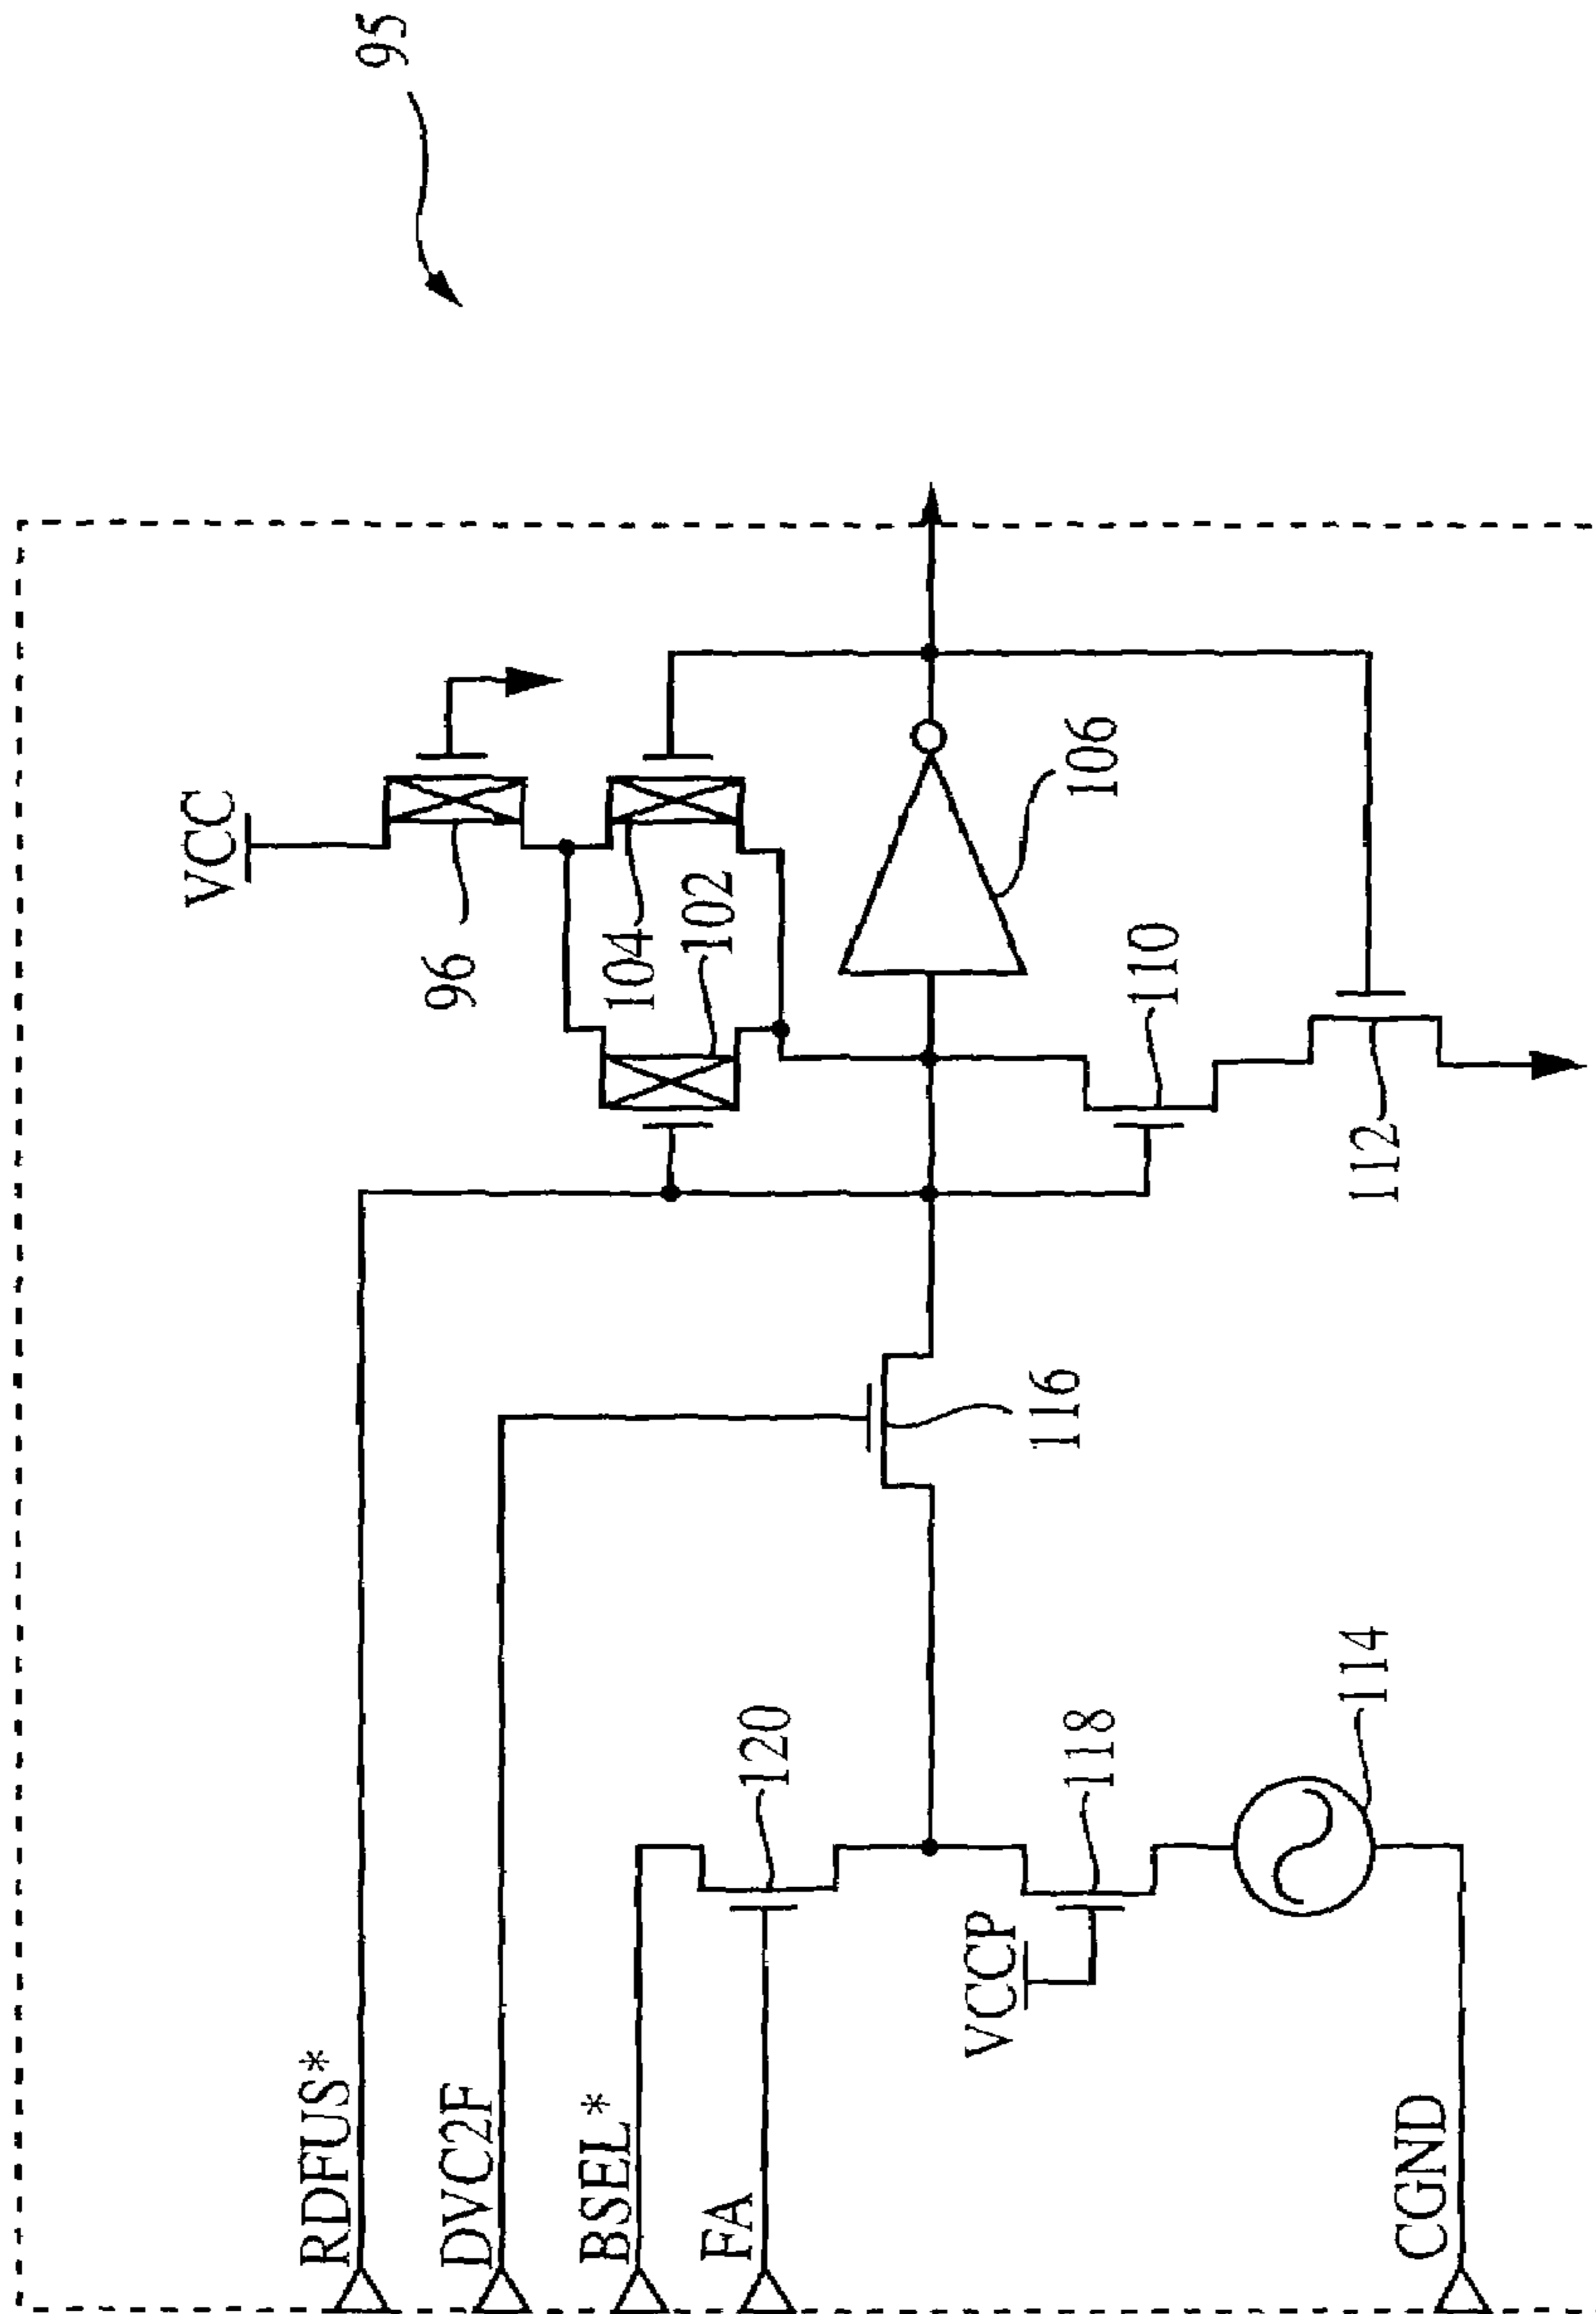 95
VCC
96
104
102
106
110
112
116
RDFUS*
DVC2F
BSEL*
FA
120
118
VCCP
114
CGND